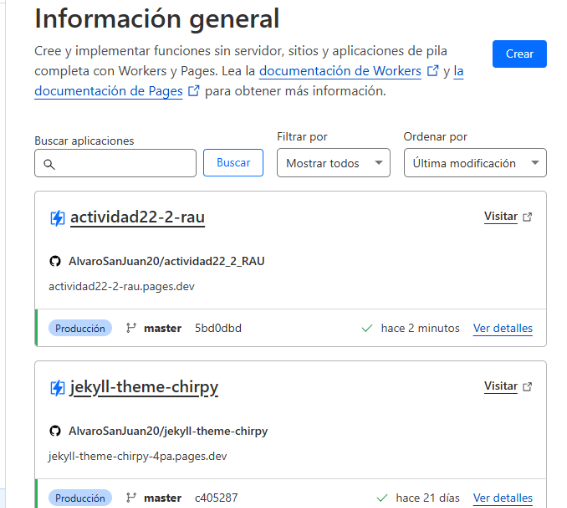 Información general
Cree y implementar funciones sin servidor, sitios y aplicaciones de pila
completa con Workers y Pages. Lea la documentación de Workers y la
documentación de Pages para obtener más información.
Crear
Buscar aplicaciones
Buscar
Filtrar por
Mostrar todos
Ordenar por
Última modificación
actividad22-2-rau
Visitar
AlvaroSanJuan20/actividad22_2_RAU
actividad22-2-rau.pages.dev
Producción master 5bd0dbd hace 2 minutos Ver detalles
jekyll-theme-chirpy
Visitar
AlvaroSanJuan20/jekyll-theme-chirpy
jekyll-theme-chirpy-4pa.pages.dev
Producción master c405287 hace 21 días Ver detalles